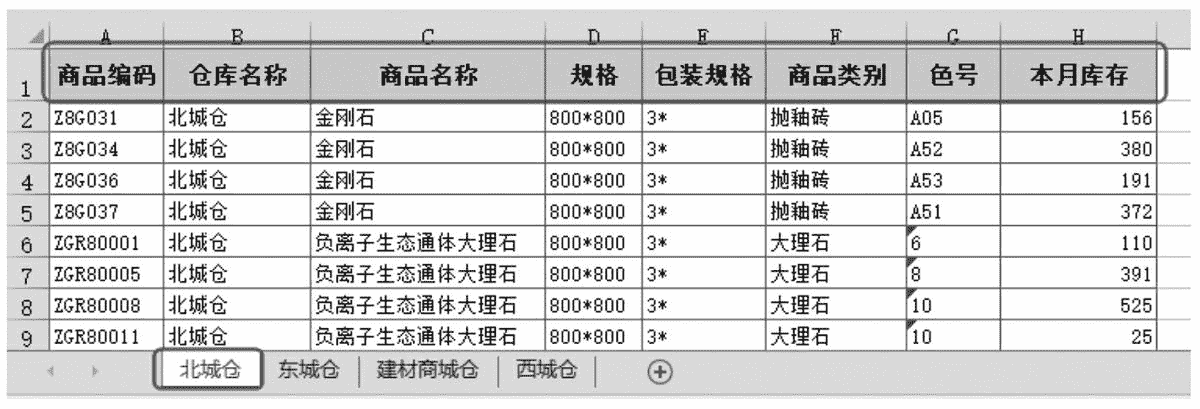 A B C D E F G H
1 商品编码 仓库名称 商品名称 规格 包装规格 商品类别 色号 本月库存
2 Z8G031 北城仓 金刚石 800*800 3* 抛釉砖 A05 156
3 Z8G034 北城仓 金刚石 800*800 3* 抛釉砖 A52 380
4 Z8G036 北城仓 金刚石 800*800 3* 抛釉砖 A53 191
5 Z8G037 北城仓 金刚石 800*800 3* 抛釉砖 A51 372
6 ZGR80001 北城仓 负离子生态通体大理石 800*800 3* 大理石 6 110
7 ZGR80005 北城仓 负离子生态通体大理石 800*800 3* 大理石 8 391
8 ZGR80008 北城仓 负离子生态通体大理石 800*800 3* 大理石 10 525
9 ZGR80011 北城仓 负离子生态通体大理石 800*800 3* 大理石 10 25
北城仓 东城仓 建材商城仓 西城仓